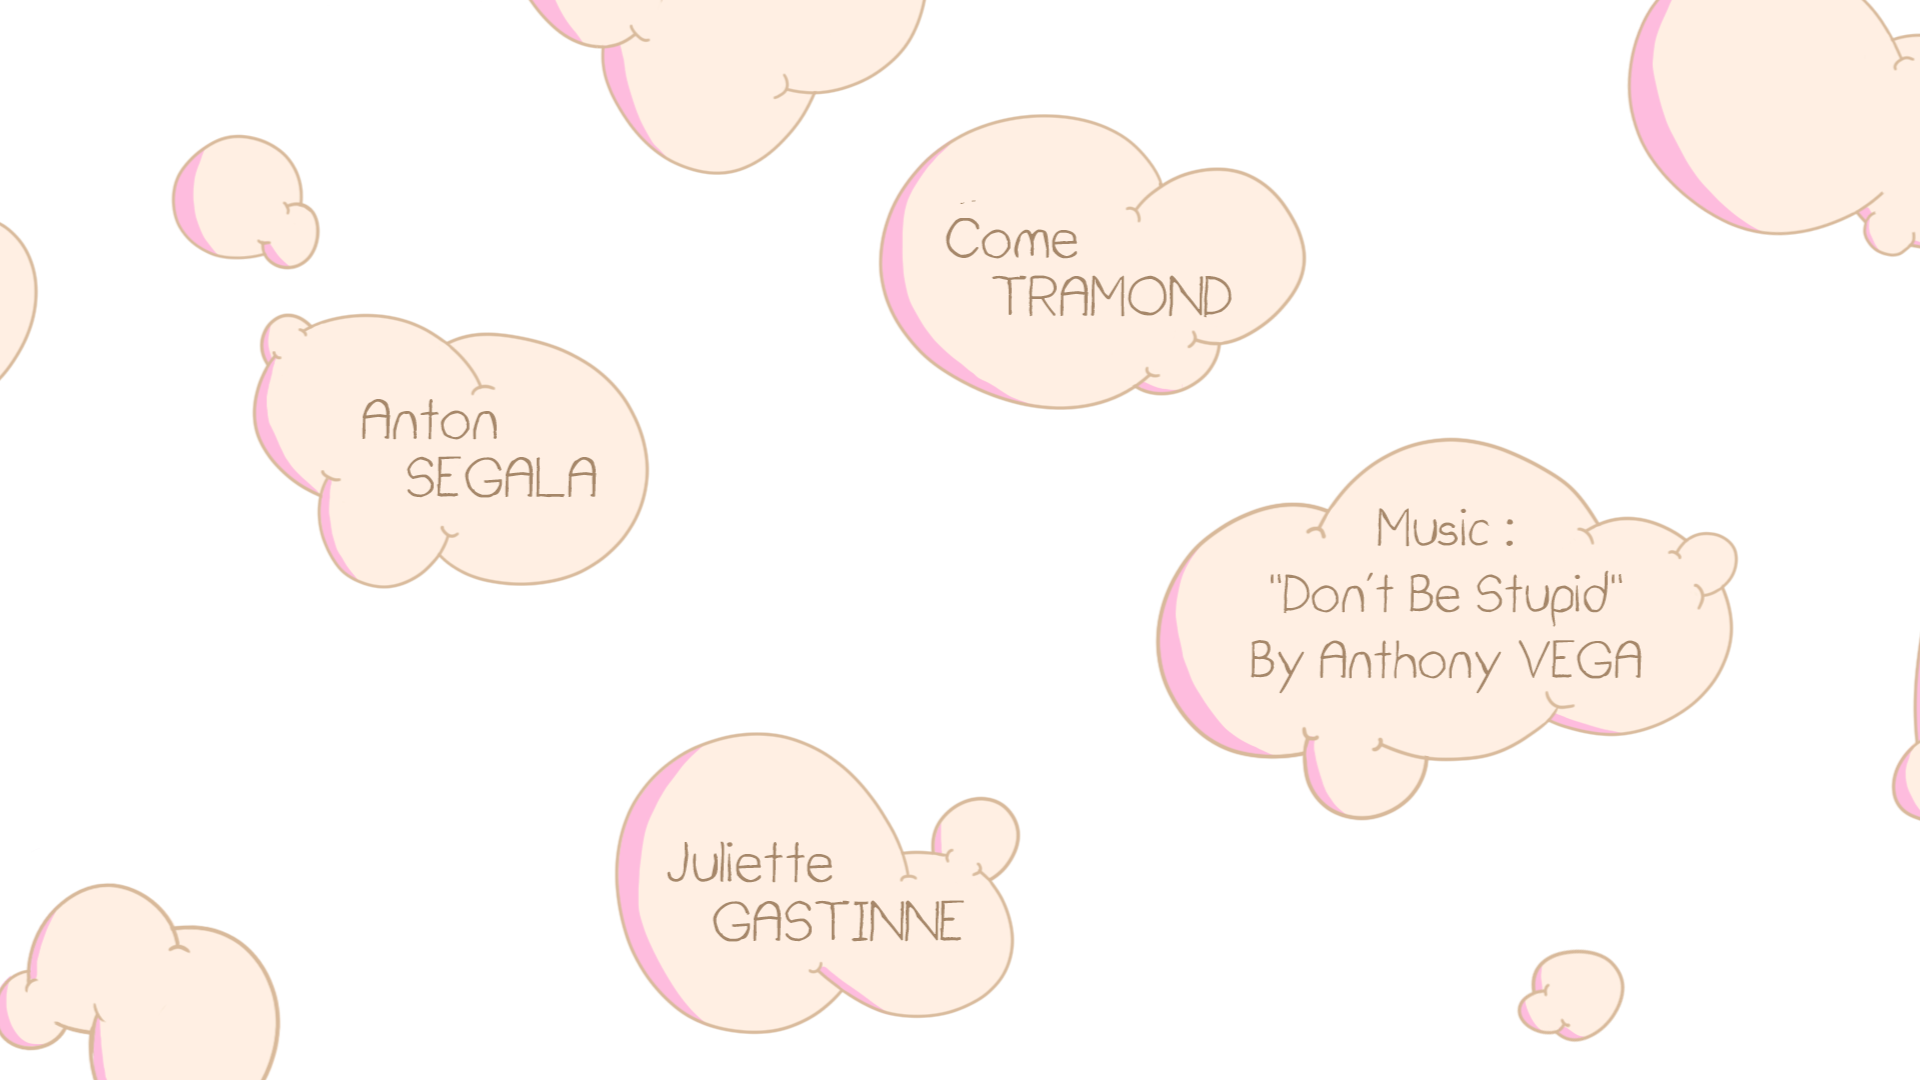 Come
TRAMOND
Anton
SEGALA
Music :
"Don't Be Stupid"
By Anthony VEGA
Juliette
GASTINNE